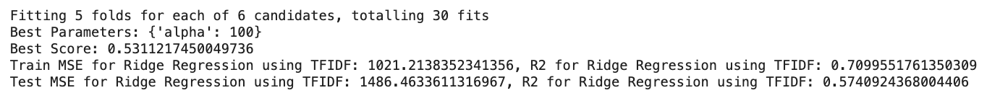 Fitting 5 folds for each of 6 candidates, totalling 30 fits
Best Parameters: {'alpha': 100}
Best Score: 0.5311217450049736
Train MSE for Ridge Regression using TFIDF: 1021.2138352341356, R2 for Ridge Regression using TFIDF: 0.7099551761350309
Test MSE for Ridge Regression using TFIDF: 1486.4633611316967, R2 for Ridge Regression using TFIDF: 0.5740924368004406